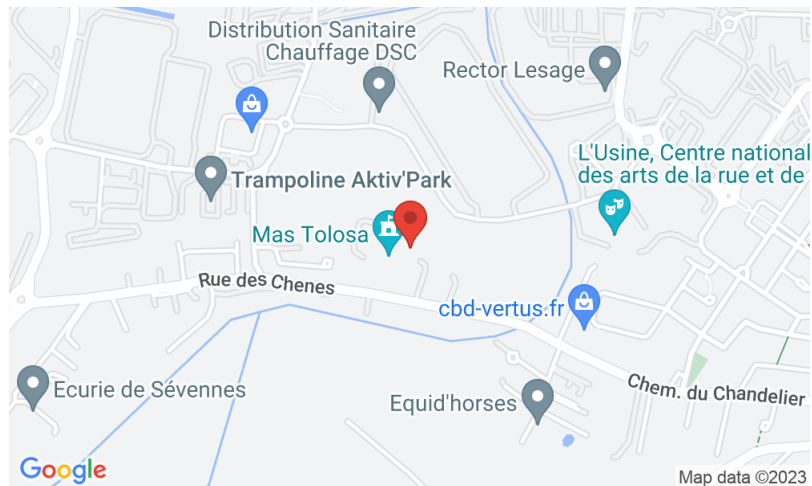 Distribution Sanitaire
Chauffage DSC
Rector Lesage
L'Usine, Centre national
des arts de la rue et de
Trampoline Aktiv'Park
Mas Tolosa
Rue des Chenes
cbd-vertus.fr
Ecurie de Sévennes
Equid'horses
Chem. du Chandelier
Google
Map data ©2023